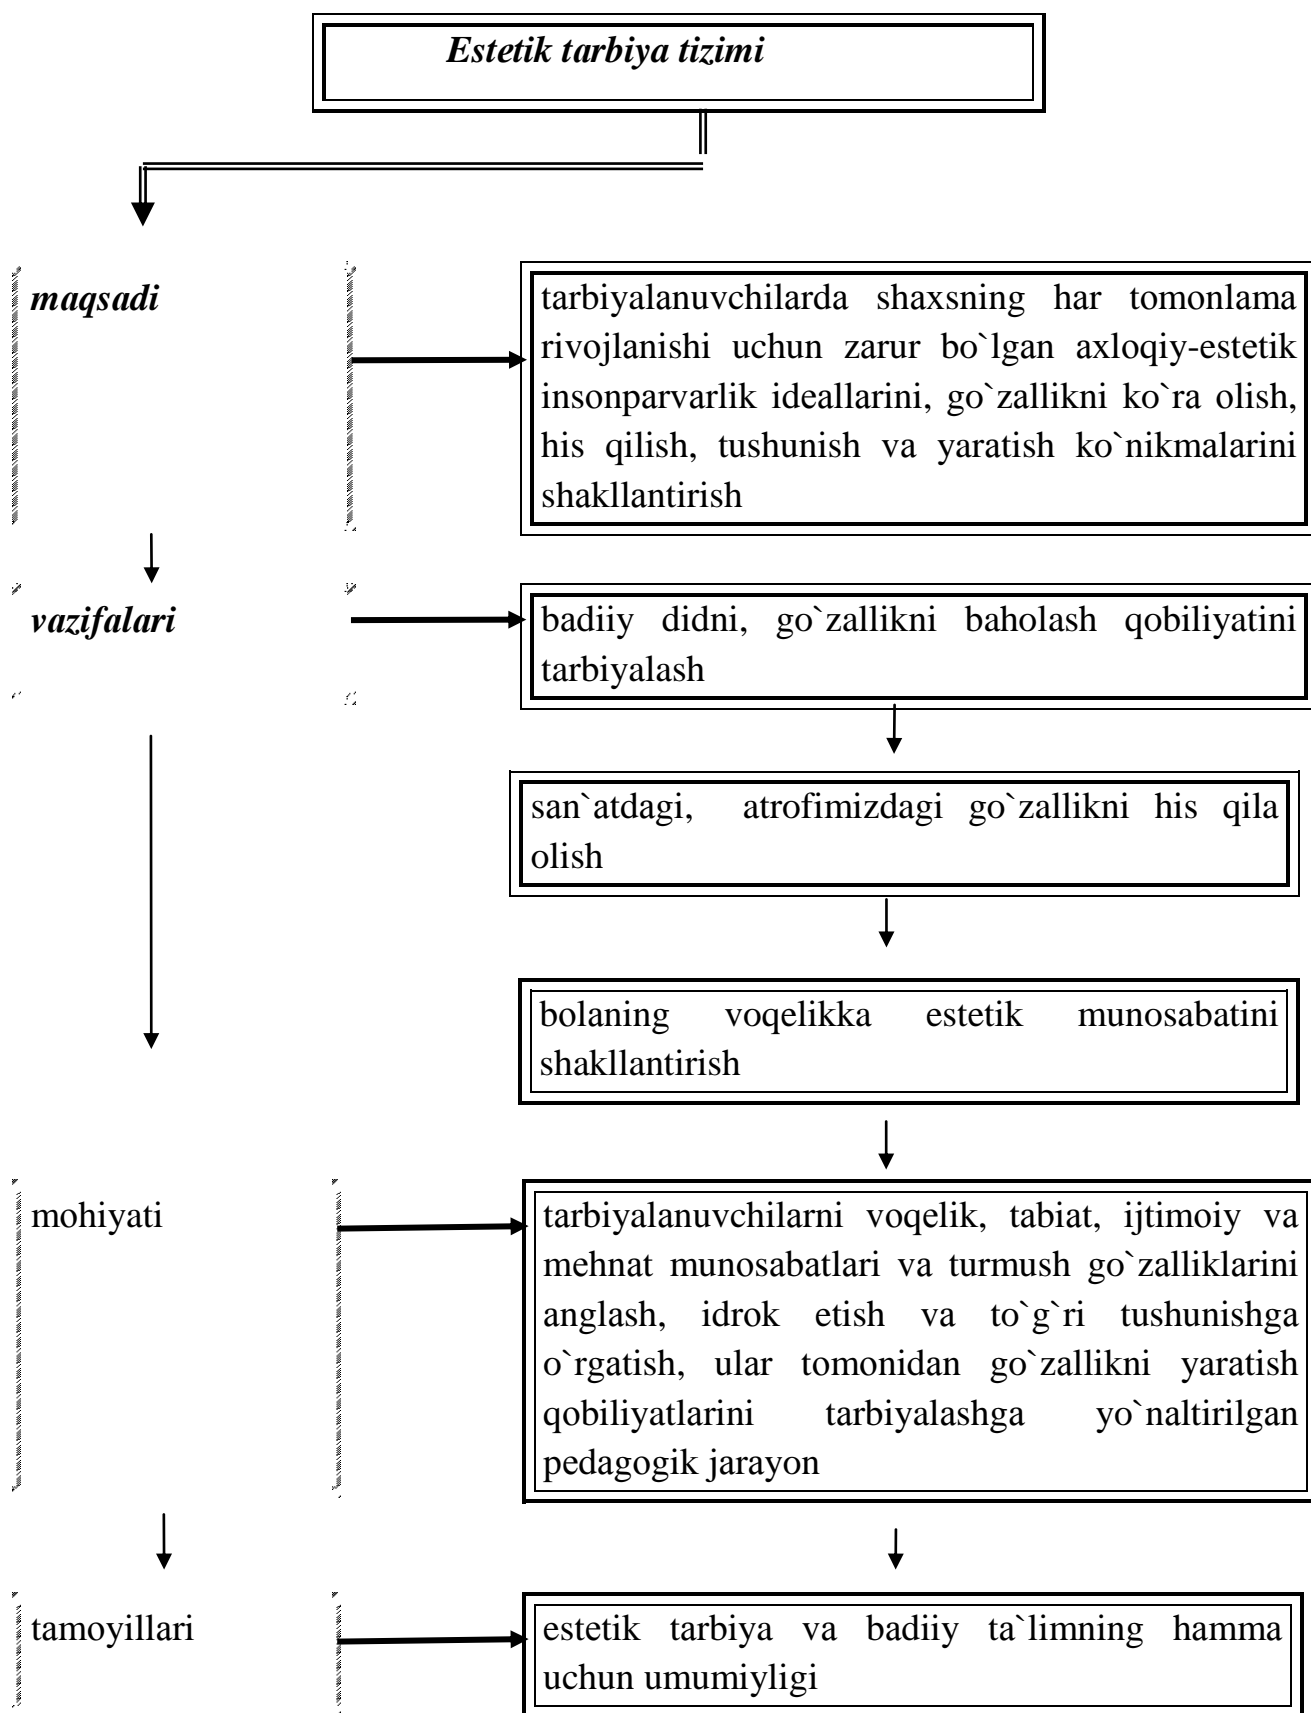 Estetik tarbiya tizimi
maqsadi
tarbiyalanuvchilarda shaxsning har tomonlama
rivojlanishi uchun zarur bo`lgan axloqiy-estetik
insonparvarlik ideallarini, go`zallikni ko`ra olish,
his qilish, tushunish va yaratish ko`nikmalarini
shakllantirish
vazifalari
badiiy didni, go`zallikni baholash qobiliyatini
tarbiyalash
san`atdagi, atrofimizdagi go`zallikni his qila
olish
bolaning voqelikka estetik munosabatini
shakllantirish
mohiyati
tarbiyalanuvchilarni voqelik, tabiat, ijtimoiy va
mehnat munosabatlari va turmush go`zalliklarini
anglash, idrok etish va to`g`ri tushunishga
o`rgatish, ular tomonidan go`zallikni yaratish
qobiliyatlarini tarbiyalashga yo`naltirilgan
pedagogik jarayon
tamoyillari
estetik tarbiya va badiiy ta`limning hamma
uchun umumiyligi